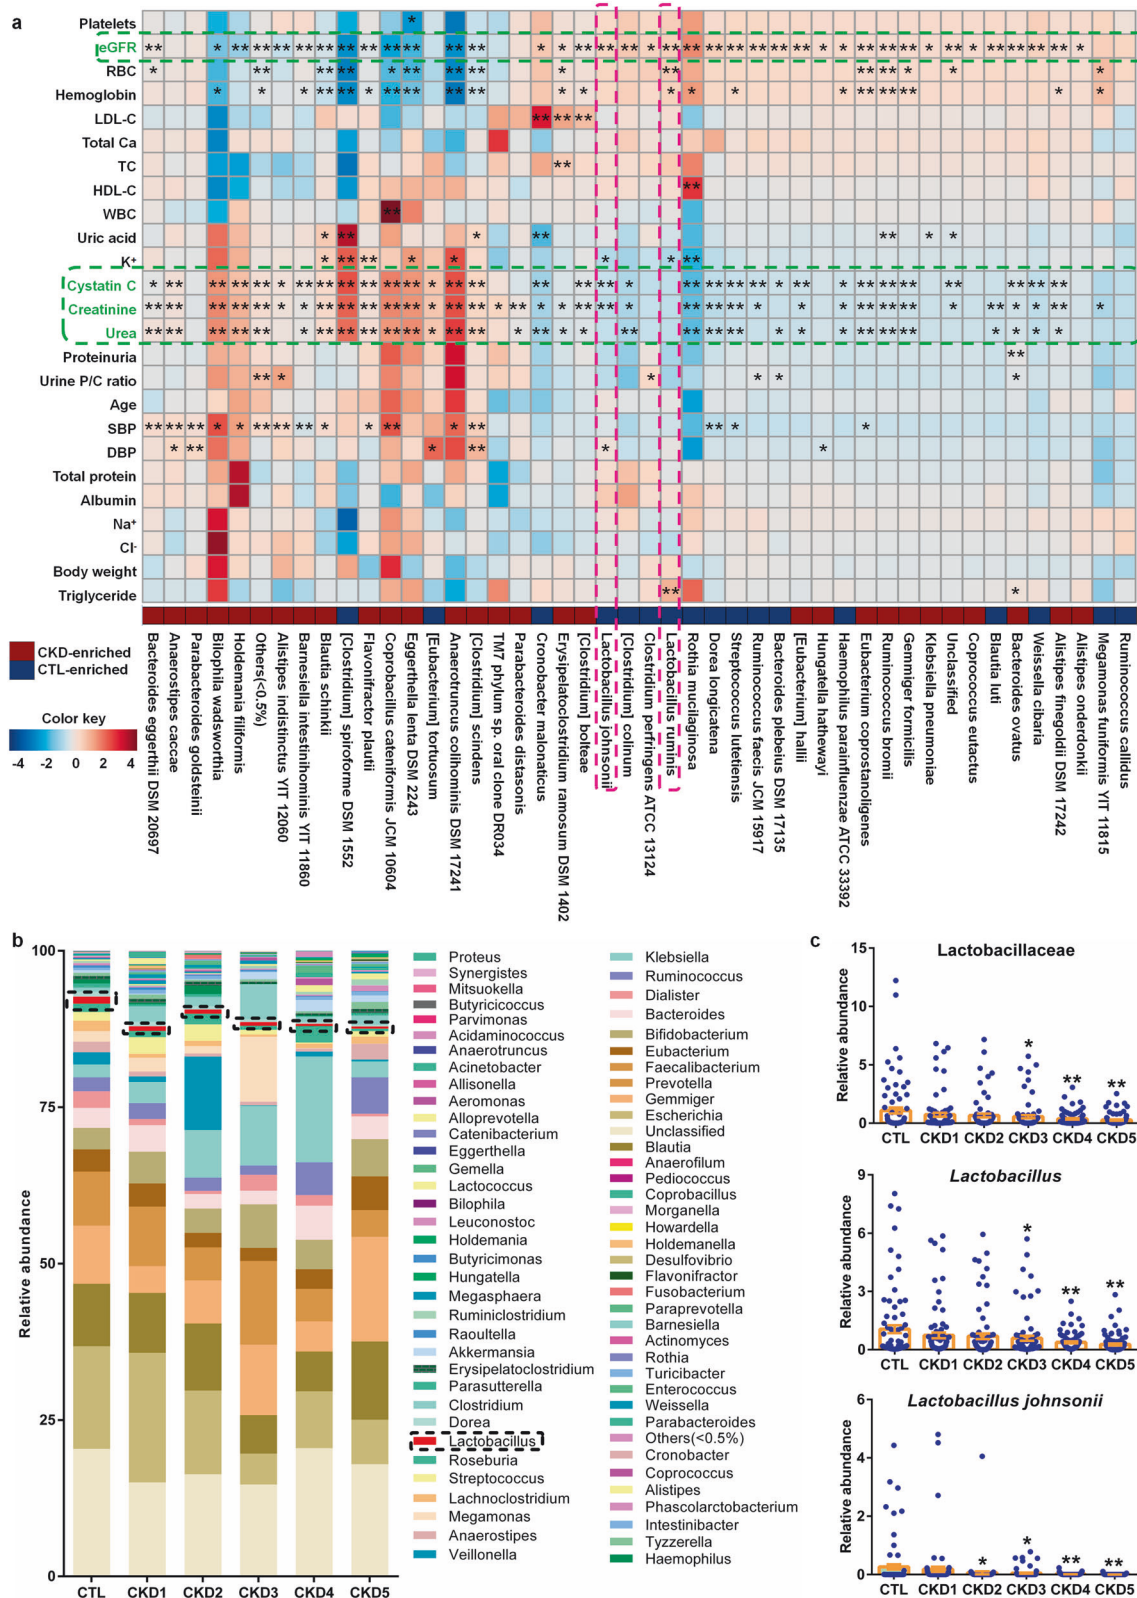 a
Platelets
eGFR
RBC
Hemoglobin
LDL-C
Total Ca
TC
HDL-C
WBC
Uric acid
K⁺
Cystatin C
Creatinine
Urea
Proteinuria
Urine P/C ratio
Age
SBP
DBP
Total protein
Albumin
Na⁺
Cl⁻
Body weight
Triglyceride
CKD-enriched
CTL-enriched
Color key
-4 -2 0 2 4
Bacteroides eggerthii DSM 20697
Anaerostipes caccae
Parabacteroides goldsteinii
Bilophila wadsworthia
Holdemania filiformis
Others(<0.5%)
Alistipes indistinctus YIT 12060
Barnesiella intestinihominis YIT 11860
Blautia schinkii
[Clostridium] spiroforme DSM 1552
Flavonifractor plautii
Coprobacillus cateniformis JCM 10604
Eggerthella lenta DSM 2243
[Eubacterium] tortuosum
Anaerotruncus colihominis DSM 17241
[Clostridium] scindens
TM7 phylum sp. oral clone DR034
Parabacteroides distasonis
Cronobacter malonaticus
Erysipelatoclostridium ramosum DSM 1402
[Clostridium] bolteae
Lactobacillus johnsonii
[Clostridium] colinum
Clostridium perfringens ATCC 13124
Lactobacillus ruminis
Rothia mucilaginosa
Dorea longicatena
Streptococcus lutetiensis
Ruminococcus faecis JCM 15917
Bacteroides plebeius DSM 17135
[Eubacterium] hallii
Hungatella hathewayi
Haemophilus parainfluenzae ATCC 33392
Eubacterium coprostanoligenes
Ruminococcus bromii
Gemmiger formicilis
Klebsiella pneumoniae
Unclassified
Coprococcus eutactus
Blautia luti
Bacteroides ovatus
Weissella cibaria
Alistipes finegoldii DSM 17242
Alistipes onderdonkii
Megamonas funiformis YIT 11815
Ruminococcus callidus
b
Relative abundance
100
75
50
25
0
CTL CKD1 CKD2 CKD3 CKD4 CKD5
Proteus
Synergistes
Mitsuokella
Butyricicoccus
Parvimonas
Acidaminococcus
Anaerotruncus
Acinetobacter
Allisonella
Aeromonas
Alloprevotella
Catenibacterium
Eggerthella
Gemella
Lactococcus
Bilophila
Leuconostoc
Holdemania
Butyricimonas
Hungatella
Megasphaera
Ruminiclostridium
Raoultella
Akkermansia
Erysipelatoclostridium
Parasutterella
Clostridium
Dorea
Lactobacillus
Roseburia
Streptococcus
Lachnoclostridium
Megamonas
Anaerostipes
Veillonella
Klebsiella
Ruminococcus
Dialister
Bacteroides
Bifidobacterium
Eubacterium
Faecalibacterium
Prevotella
Gemmiger
Escherichia
Unclassified
Blautia
Anaerofilum
Pediococcus
Coprobacillus
Morganella
Howardella
Holdemanella
Desulfovibrio
Flavonifractor
Fusobacterium
Paraprevotella
Barnesiella
Actinomyces
Rothia
Turicibacter
Enterococcus
Weissella
Parabacteroides
Others(<0.5%)
Cronobacter
Coprococcus
Alistipes
Phascolarctobacterium
Intestinibacter
Tyzzerella
Haemophilus
c
Lactobacillaceae
Relative abundance
15
10
5
0
* ** **
CTL CKD1 CKD2 CKD3 CKD4 CKD5
Lactobacillus
Relative abundance
9
6
3
0
* ** **
CTL CKD1 CKD2 CKD3 CKD4 CKD5
Lactobacillus johnsonii
Relative abundance
6
4
2
0
* * ** **
CTL CKD1 CKD2 CKD3 CKD4 CKD5